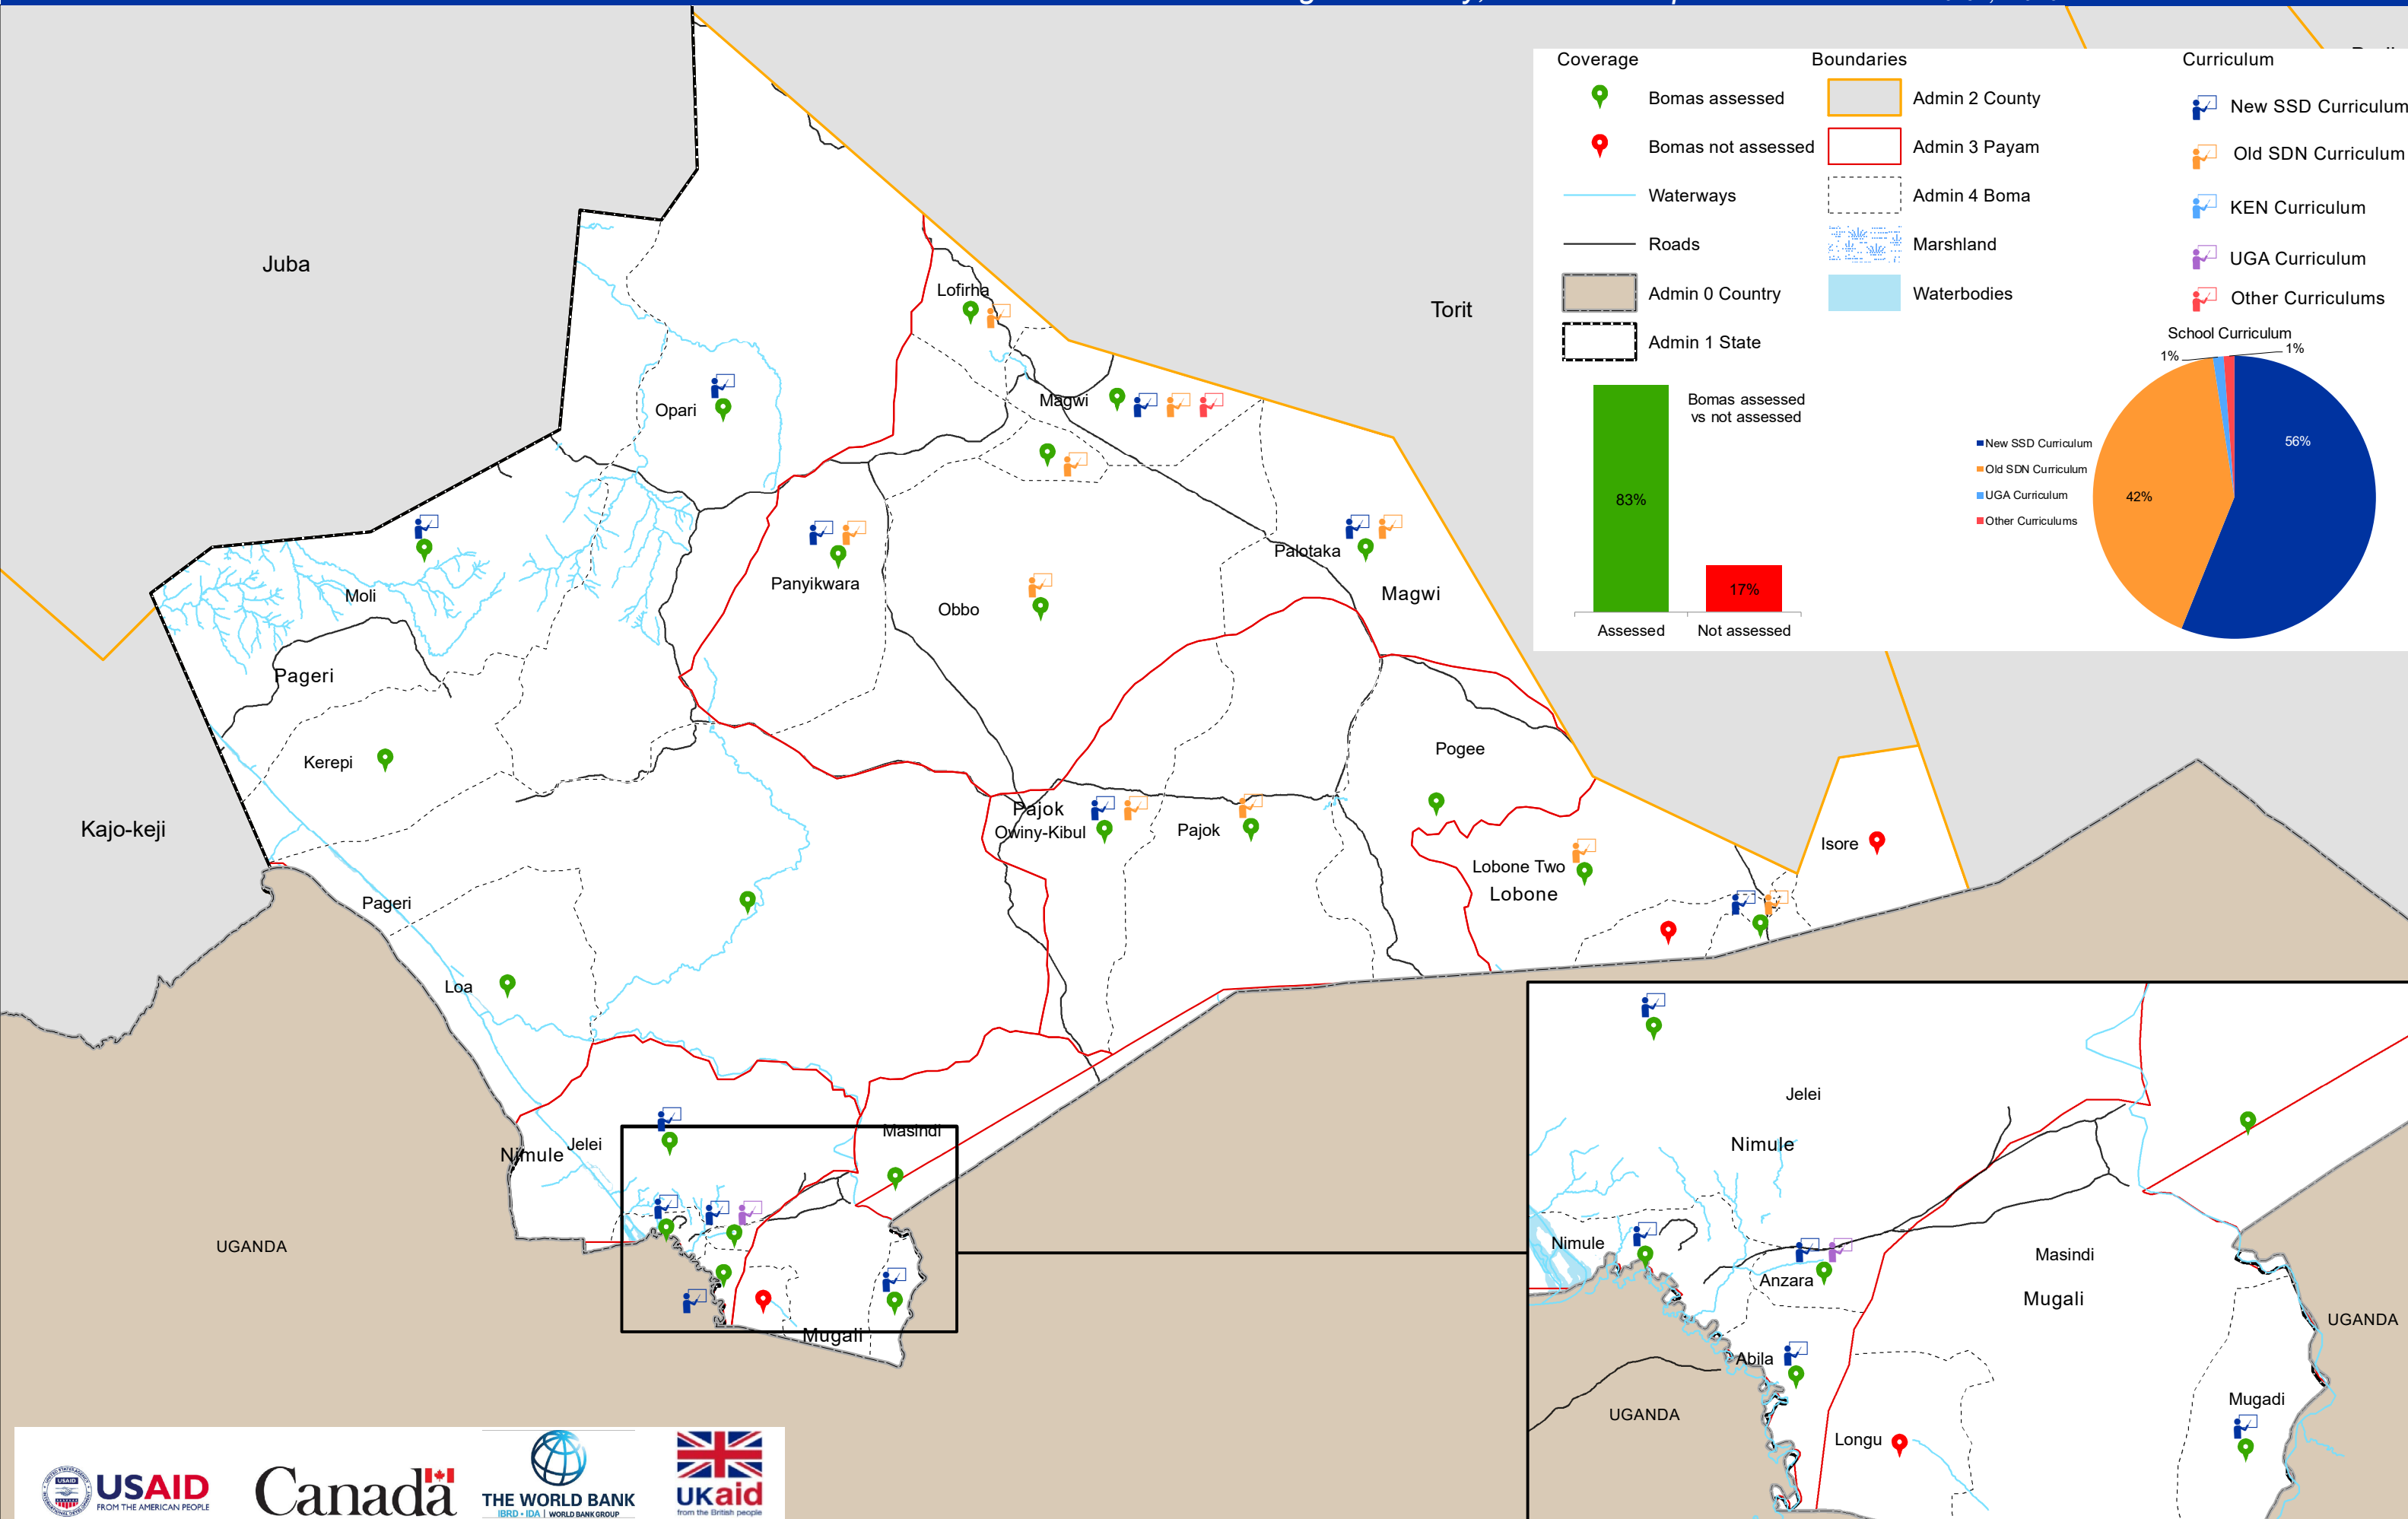 Coverage
Bomas assessed
Bomas not assessed
Waterways
Roads
Admin 0 Country
Admin 1 State
Boundaries
Admin 2 County
Admin 3 Payam
Admin 4 Boma
Marshland
Waterbodies
Curriculum
New SSD Curriculum
Old SDN Curriculum
KEN Curriculum
UGA Curriculum
Other Curriculums
School Curriculum
1%
1%
56%
42%
New SSD Curriculum
Old SDN Curriculum
UGA Curriculum
Other Curriculums
Bomas assessed
vs not assessed
83%
17%
Assessed
Not assessed
Juba
Torit
Lofirha
Opari
Magwi
Moli
Panyikwara
Obbo
Palotaka
Magwi
Pageri
Kerepi
Pogee
Kajo-keji
Pajok
Owiny-Kibul
Pajok
Isore
Lobone Two
Lobone
Pageri
Loa
Masindi
Jelei
Nimule
UGANDA
Mugali
Jelei
Nimule
Nimule
Anzara
Masindi
Mugali
UGANDA
Abila
UGANDA
Mugadi
Longu
USAID
USAID
FROM THE AMERICAN PEOPLE
Canada
THE WORLD BANK
IBRD • IDA | WORLD BANK GROUP
UKaid
from the British people